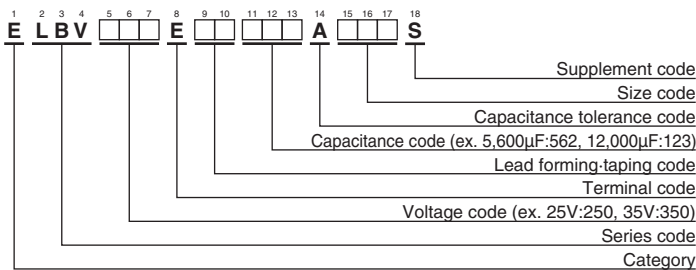 1 2 3 4 5 6 7 8 9 10 11 12 13 14 15 16 17 18
E L B V E A S
Supplement code
Size code
Capacitance tolerance code
Capacitance code (ex. 5,600μF:562, 12,000μF:123)
Lead forming·taping code
Terminal code
Voltage code (ex. 25V:250, 35V:350)
Series code
Category